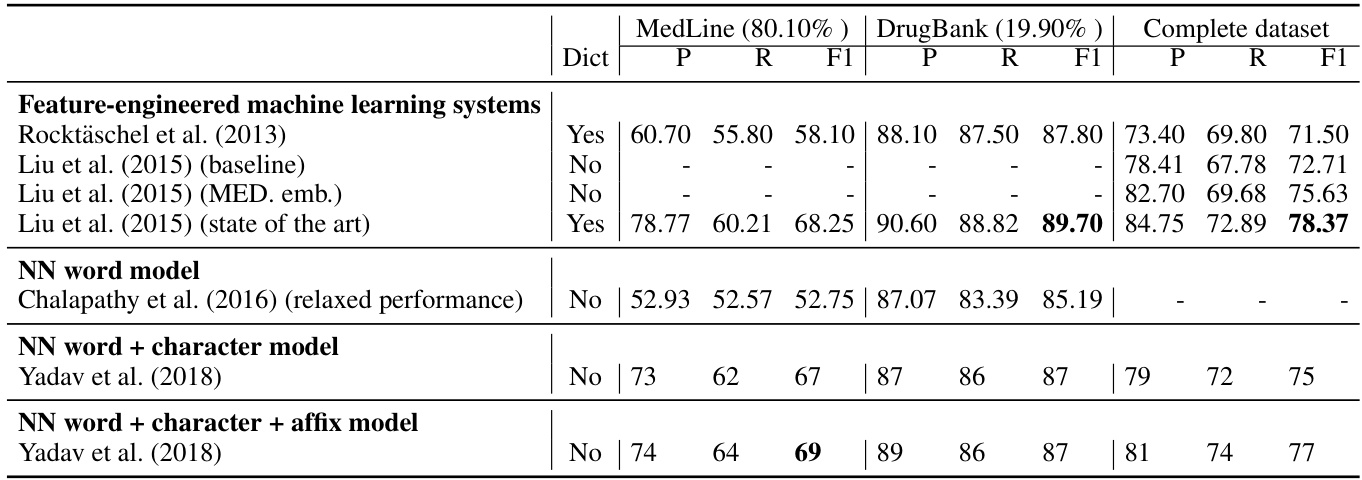 MedLine (80.10% ) DrugBank (19.90% ) Complete dataset
Dict P R F1 P R F1 P R F1
Feature-engineered machine learning systems
Rocktäschel et al. (2013) Yes 60.70 55.80 58.10 88.10 87.50 87.80 73.40 69.80 71.50
Liu et al. (2015) (baseline) No - - - - - - 78.41 67.78 72.71
Liu et al. (2015) (MED. emb.) No - - - - - - 82.70 69.68 75.63
Liu et al. (2015) (state of the art) Yes 78.77 60.21 68.25 90.60 88.82 89.70 84.75 72.89 78.37
NN word model
Chalapathy et al. (2016) (relaxed performance) No 52.93 52.57 52.75 87.07 83.39 85.19 - - -
NN word + character model
Yadav et al. (2018) No 73 62 67 87 86 87 79 72 75
NN word + character + affix model
Yadav et al. (2018) No 74 64 69 89 86 87 81 74 77